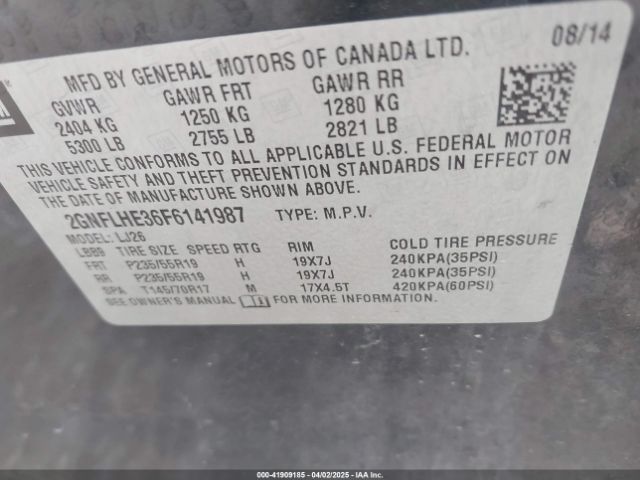 GM
MFD BY GENERAL MOTORS OF CANADA LTD. 08/14
GVWR GAWR FRT GAWR RR
2404 KG 1250 KG 1280 KG
5300 LB 2755 LB 2821 LB
THIS VEHICLE CONFORMS TO ALL APPLICABLE U.S. FEDERAL MOTOR
VEHICLE SAFETY AND THEFT PREVENTION STANDARDS IN EFFECT ON
THE DATE OF MANUFACTURE SHOWN ABOVE.
2GNFLHE36F6141987 TYPE: M.P.V.
MODEL: LJ26
LBB9 TIRE SIZE SPEED RTG RIM COLD TIRE PRESSURE
FRT P235/55R19 H 19X7J 240KPA(35PSI)
RR P235/55R19 H 19X7J 240KPA(35PSI)
SPA T145/70R17 M 17X4.5T 420KPA(60PSI)
SEE OWNER'S MANUAL FOR MORE INFORMATION.
000-41909185 - 04/02/2025 - IAA Inc.